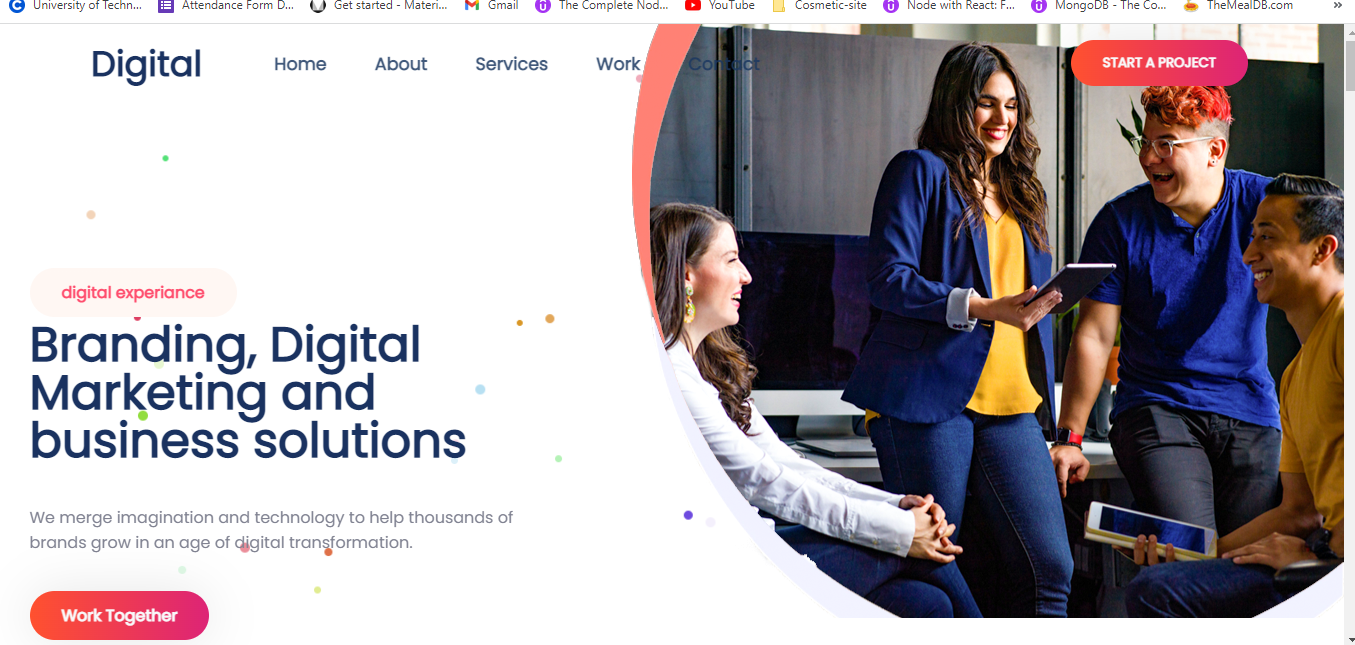 University of Techn...
Attendance Form D...
Get started - Materi...
Gmail
The Complete Nod...
YouTube
Cosmetic-site
Node with React: F...
MongoDB - The Co...
TheMealDB.com
»
Digital
Home
About
Services
Work
Contact
START A PROJECT
digital experiance
Branding, Digital
Marketing and
business solutions
We merge imagination and technology to help thousands of
brands grow in an age of digital transformation.
Work Together